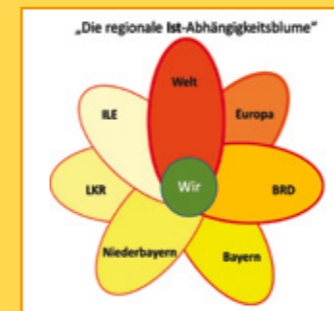 „Die regionale Ist-Abhängigkeitsblume“
Welt
ILE
Europa
LKR
Wir
BRD
Niederbayern
Bayern